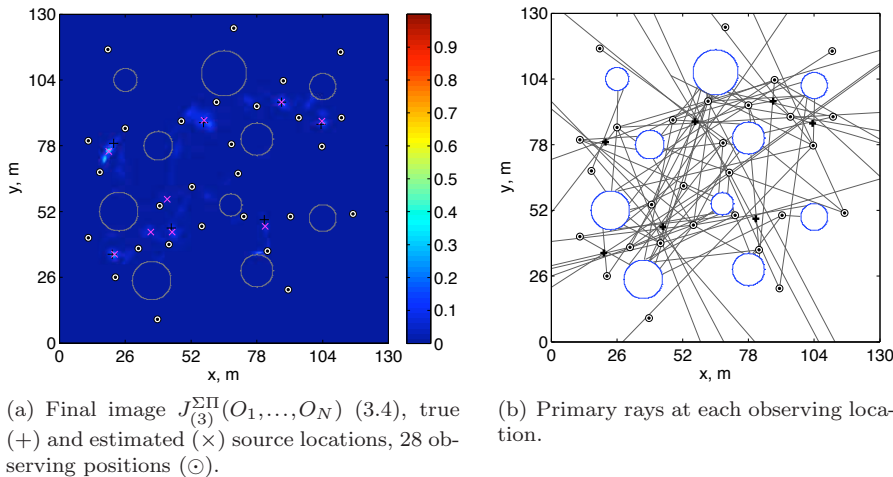 130
104
78
52
26
0
y, m
0 26 52 78 104 130
x, m
0.9
0.8
0.7
0.6
0.5
0.4
0.3
0.2
0.1
0
130
104
78
52
26
0
y, m
0 26 52 78 104 130
x, m
(a) Final image J_{(3)}^{ΣΠ}(O_1,...,O_N) (3.4), true
(+) and estimated (×) source locations, 28 ob-
serving positions (⊙).
(b) Primary rays at each observing loca-
tion.